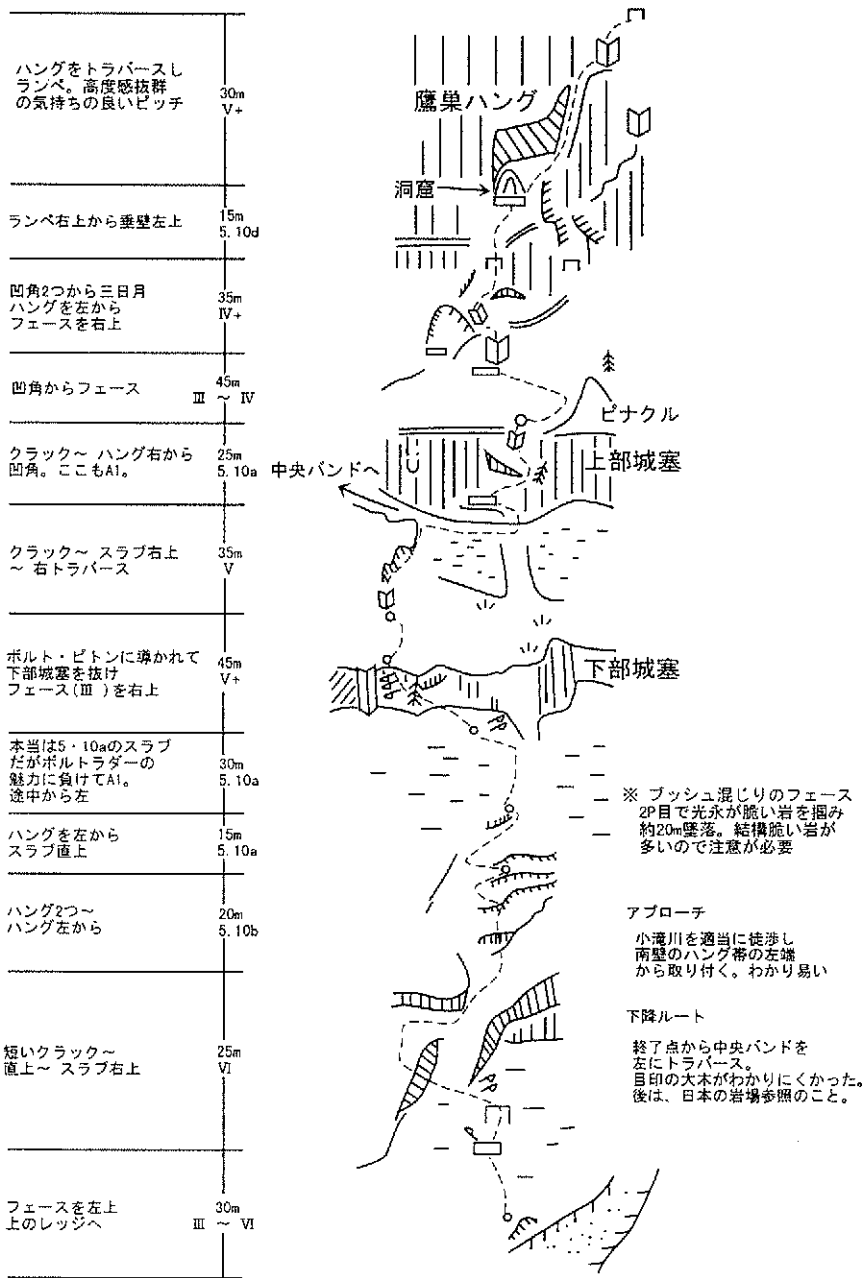 ハングをトラバースし
ランペ。高度感抜群
の気持ちの良いピッチ
30m
V+
ランペ右上から垂壁左上
15m
5.10d
凹角2つから三日月
ハングを左から
フェースを右上
35m
IV+
凹角からフェース
45m
III ～ IV
クラック～ ハング右から
凹角。ここもA1。
25m
5.10a
クラック～ スラブ右上
～ 右トラバース
35m
V
ボルト・ピトンに導かれて
下部城塞を抜け
フェース(III )を右上
45m
V+
本当は5・10aのスラブ
だがボルトラダーの
魅力に負けてA1。
途中から左
30m
5.10a
ハングを左から
スラブ直上
15m
5.10a
ハング2つ～
ハング左から
20m
5.10b
短いクラック～
直上～ スラブ右上
25m
VI
フェースを左上
上のレッジへ
30m
III ～ VI
鷹巣ハング
洞窟
ピナクル
上部城塞
中央バンドへ
下部城塞
※ ブッシュ混じりのフェース
2P目で光永が脆い岩を掴み
約20m墜落。結構脆い岩が
多いので注意が必要
アプローチ
小滝川を適当に徒渉し
南壁のハング帯の左端
から取り付く。わかり易い
下降ルート
終了点から中央バンドを
左にトラバース。
目印の大木がわかりにくかった。
後は、日本の岩場参照のこと。